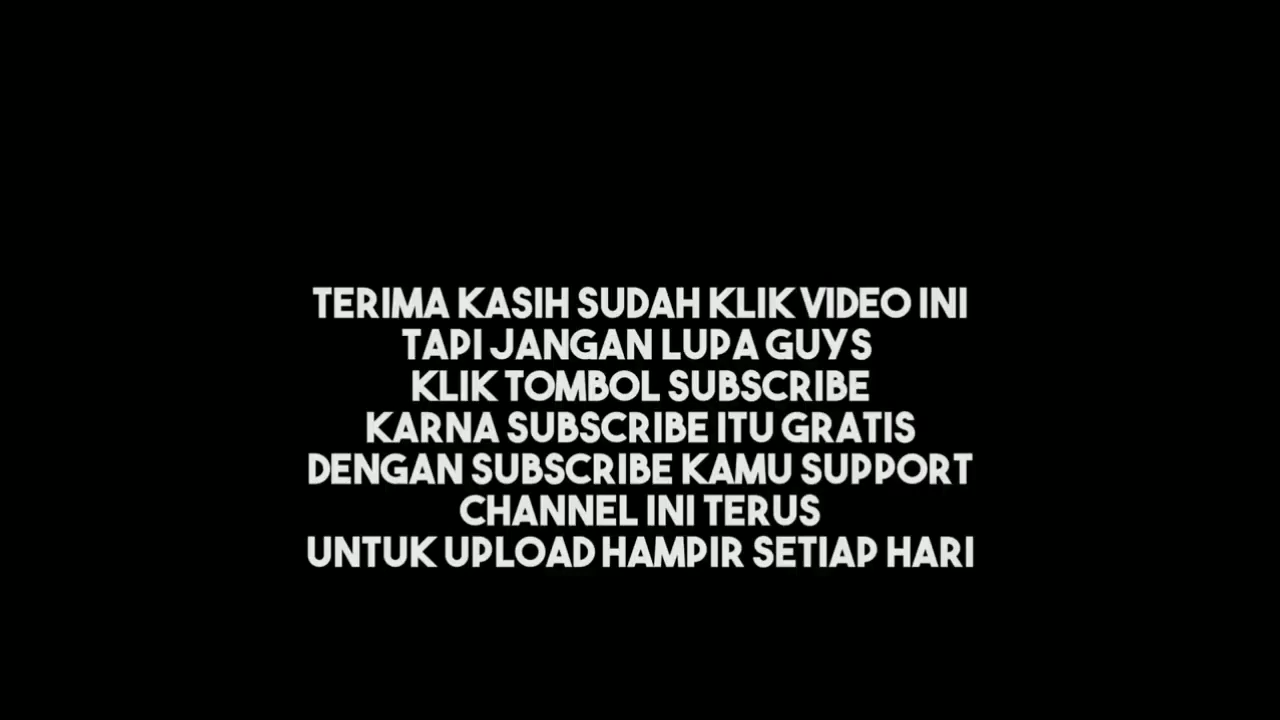 TERIMA KASIH SUDAH KLIK VIDEO INI
TAPI JANGAN LUPA GUYS
KLIK TOMBOL SUBSCRIBE
KARNA SUBSCRIBE ITU GRATIS
DENGAN SUBSCRIBE KAMU SUPPORT
CHANNEL INI TERUS
UNTUK UPLOAD HAMPIR SETIAP HARI